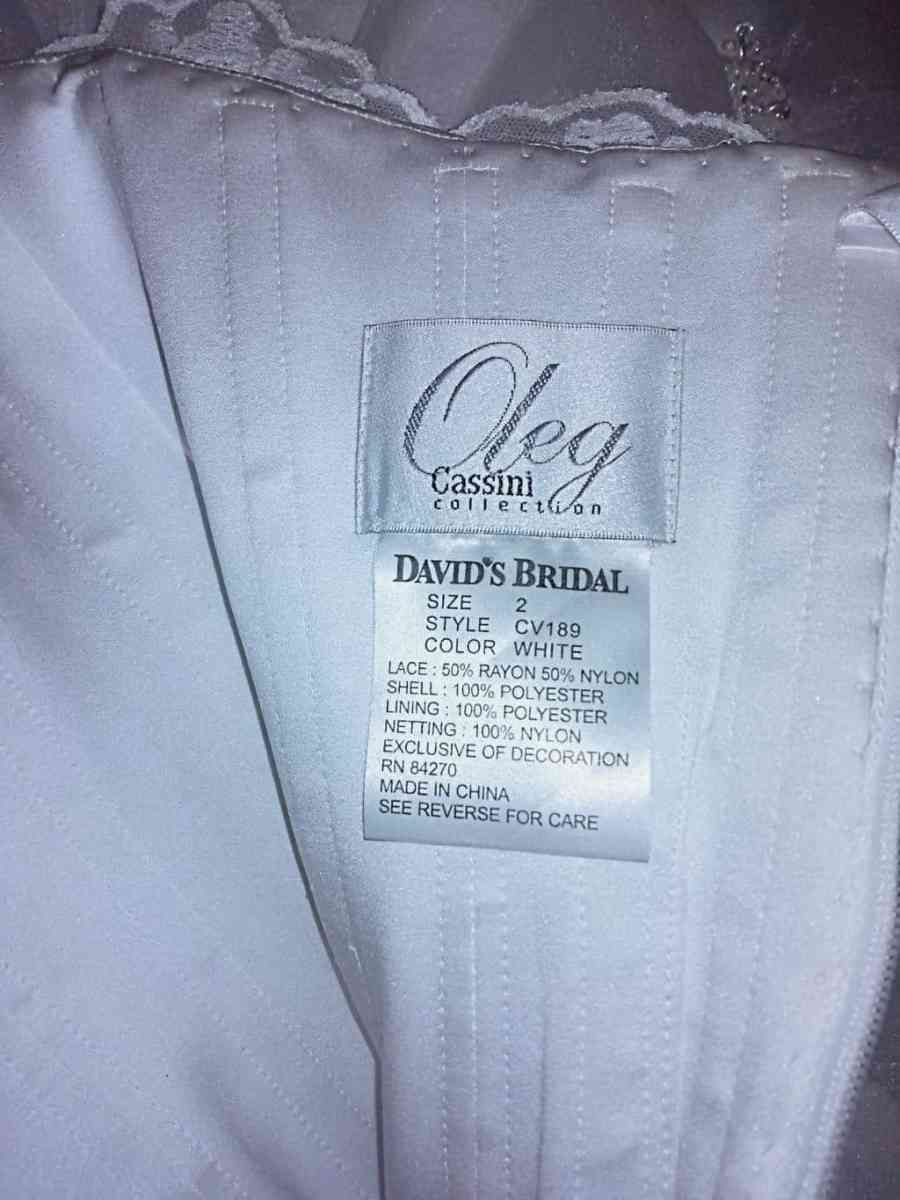 Oleg
Cassini
collection
DAVID'S BRIDAL
SIZE 2
STYLE CV189
COLOR WHITE
LACE : 50% RAYON 50% NYLON
SHELL : 100% POLYESTER
LINING : 100% POLYESTER
NETTING : 100% NYLON
EXCLUSIVE OF DECORATION
RN 84270
MADE IN CHINA
SEE REVERSE FOR CARE